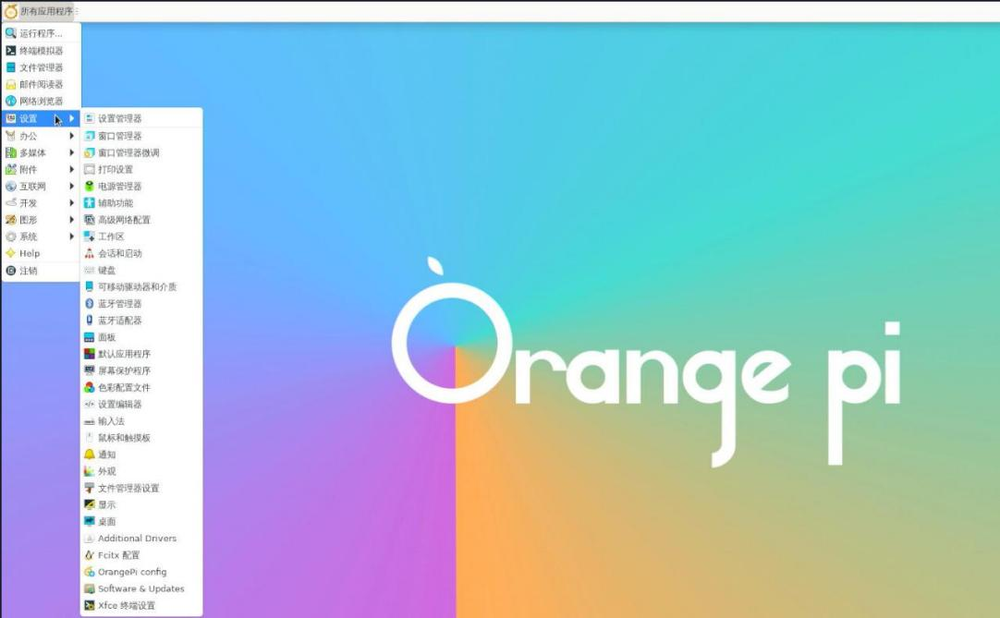 所有应用程序
运行程序...
终端模拟器
文件管理器
邮件阅读器
网络浏览器
设置
办公
多媒体
附件
互联网
开发
图形
系统
Help
注销
设置管理器
窗口管理器
窗口管理器微调
打印设置
电源管理器
辅助功能
高级网络配置
工作区
会话和启动
键盘
可移动驱动器和介质
蓝牙管理器
蓝牙适配器
面板
默认应用程序
屏幕保护程序
色彩配置文件
设置编辑器
输入法
鼠标和触摸板
通知
外观
文件管理器设置
显示
桌面
Additional Drivers
Fcitx 配置
OrangePi config
Software & Updates
Xfce 终端设置
Orange pi